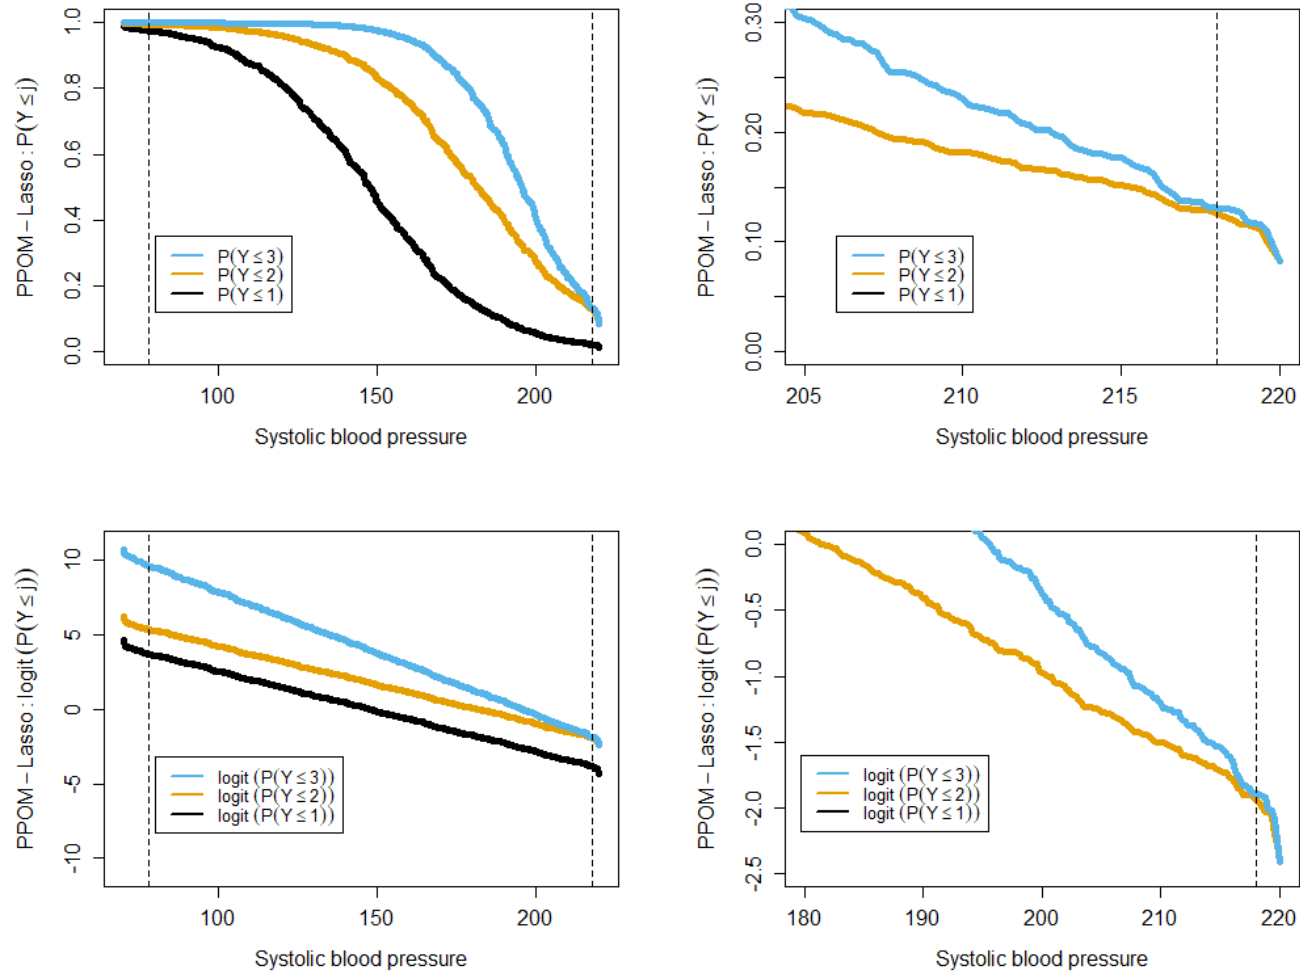 PPOM − Lasso : P(Y ≤ j)
1.0
0.8
0.6
0.4
0.2
0.0
P(Y ≤ 3)
P(Y ≤ 2)
P(Y ≤ 1)
100
150
200
Systolic blood pressure
PPOM − Lasso : P(Y ≤ j)
0.30
0.20
0.10
0.00
P(Y ≤ 3)
P(Y ≤ 2)
P(Y ≤ 1)
205
210
215
220
Systolic blood pressure
PPOM − Lasso : logit (P(Y ≤ j))
10
5
0
-5
-10
logit (P(Y ≤ 3))
logit (P(Y ≤ 2))
logit (P(Y ≤ 1))
100
150
200
Systolic blood pressure
PPOM − Lasso : logit (P(Y ≤ j))
0.0
-0.5
-1.0
-1.5
-2.0
-2.5
logit (P(Y ≤ 3))
logit (P(Y ≤ 2))
logit (P(Y ≤ 1))
180
190
200
210
220
Systolic blood pressure